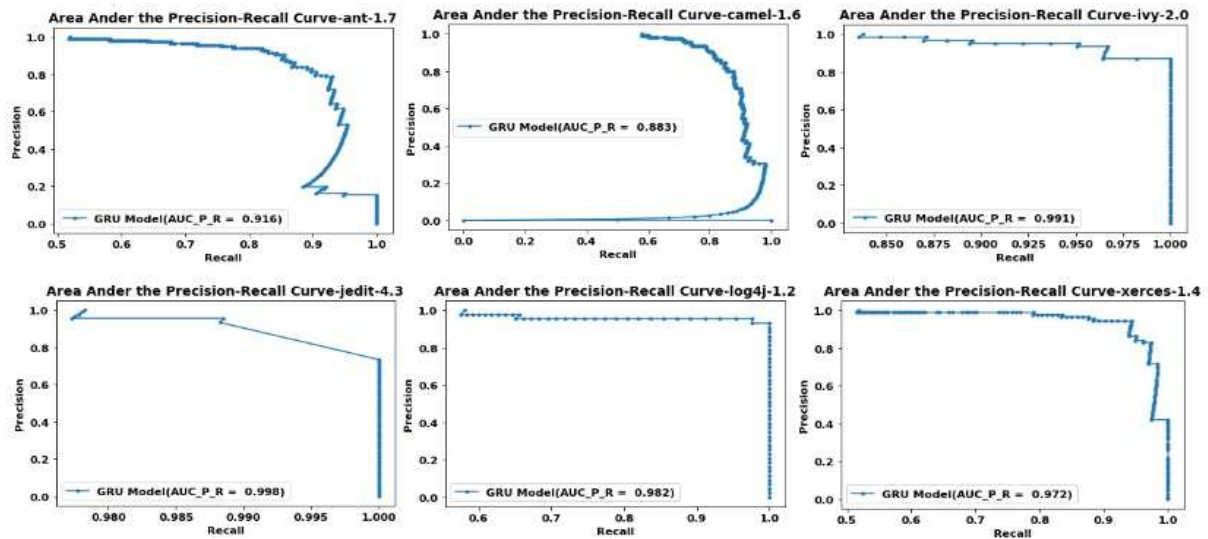 Area Ander the Precision-Recall Curve-ant-1.7
1.0
0.8
0.6
0.4
0.2
0.0
Precision
GRU Model(AUC_P_R = 0.916)
0.5 0.6 0.7 0.8 0.9 1.0
Recall
Area Ander the Precision-Recall Curve-camel-1.6
1.0
0.8
0.6
0.4
0.2
0.0
Precision
GRU Model(AUC_P_R = 0.883)
0.0 0.2 0.4 0.6 0.8 1.0
Recall
Area Ander the Precision-Recall Curve-ivy-2.0
1.0
0.8
0.6
0.4
0.2
0.0
Precision
GRU Model(AUC_P_R = 0.991)
0.850 0.875 0.900 0.925 0.950 0.975 1.000
Recall
Area Ander the Precision-Recall Curve-jedit-4.3
1.0
0.8
0.6
0.4
0.2
0.0
Precision
GRU Model(AUC_P_R = 0.998)
0.980 0.985 0.990 0.995 1.000
Recall
Area Ander the Precision-Recall Curve-log4j-1.2
1.0
0.8
0.6
0.4
0.2
0.0
Precision
GRU Model(AUC_P_R = 0.982)
0.6 0.7 0.8 0.9 1.0
Recall
Area Ander the Precision-Recall Curve-xerces-1.4
1.0
0.8
0.6
0.4
0.2
0.0
Precision
GRU Model(AUC_P_R = 0.972)
0.5 0.6 0.7 0.8 0.9 1.0
Recall